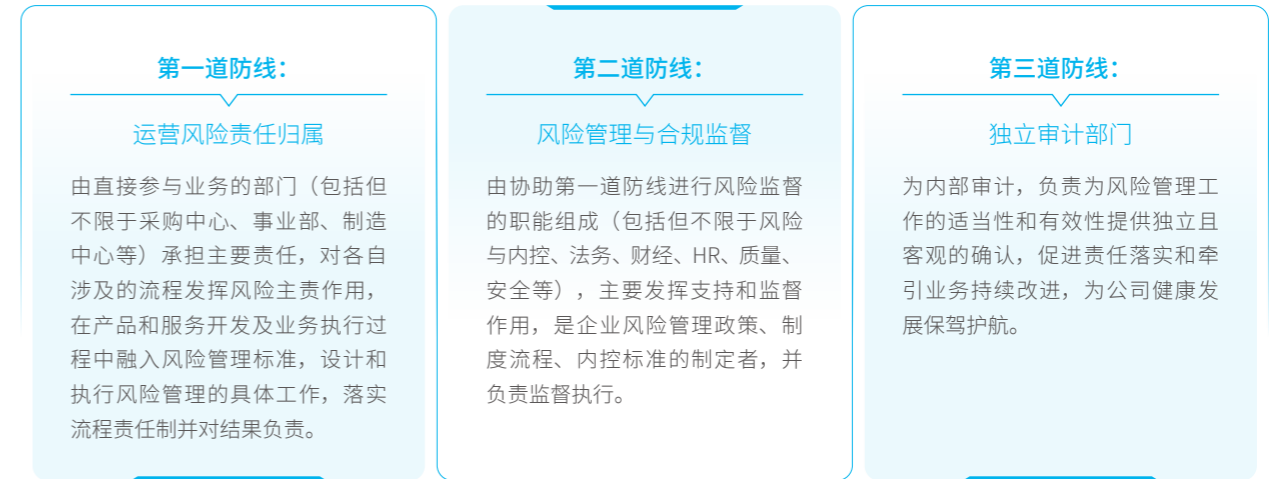 第一道防线：
运营风险责任归属
由直接参与业务的部门（包括但
不限于采购中心、事业部、制造
中心等）承担主要责任，对各自
涉及的流程发挥风险主责作用，
在产品和服务开发及业务执行过
程中融入风险管理标准，设计和
执行风险管理的具体工作，落实
流程责任制并对结果负责。
第二道防线：
风险管理与合规监督
由协助第一道防线进行风险监督
的职能组成（包括但不限于风险
与内控、法务、财经、HR、质量、
安全等），主要发挥支持和监督
作用，是企业风险管理政策、制
度流程、内控标准的制定者，并
负责监督执行。
第三道防线：
独立审计部门
为内部审计，负责为风险管理工
作的适当性和有效性提供独立且
客观的确认，促进责任落实和牵
引业务持续改进，为公司健康发
展保驾护航。